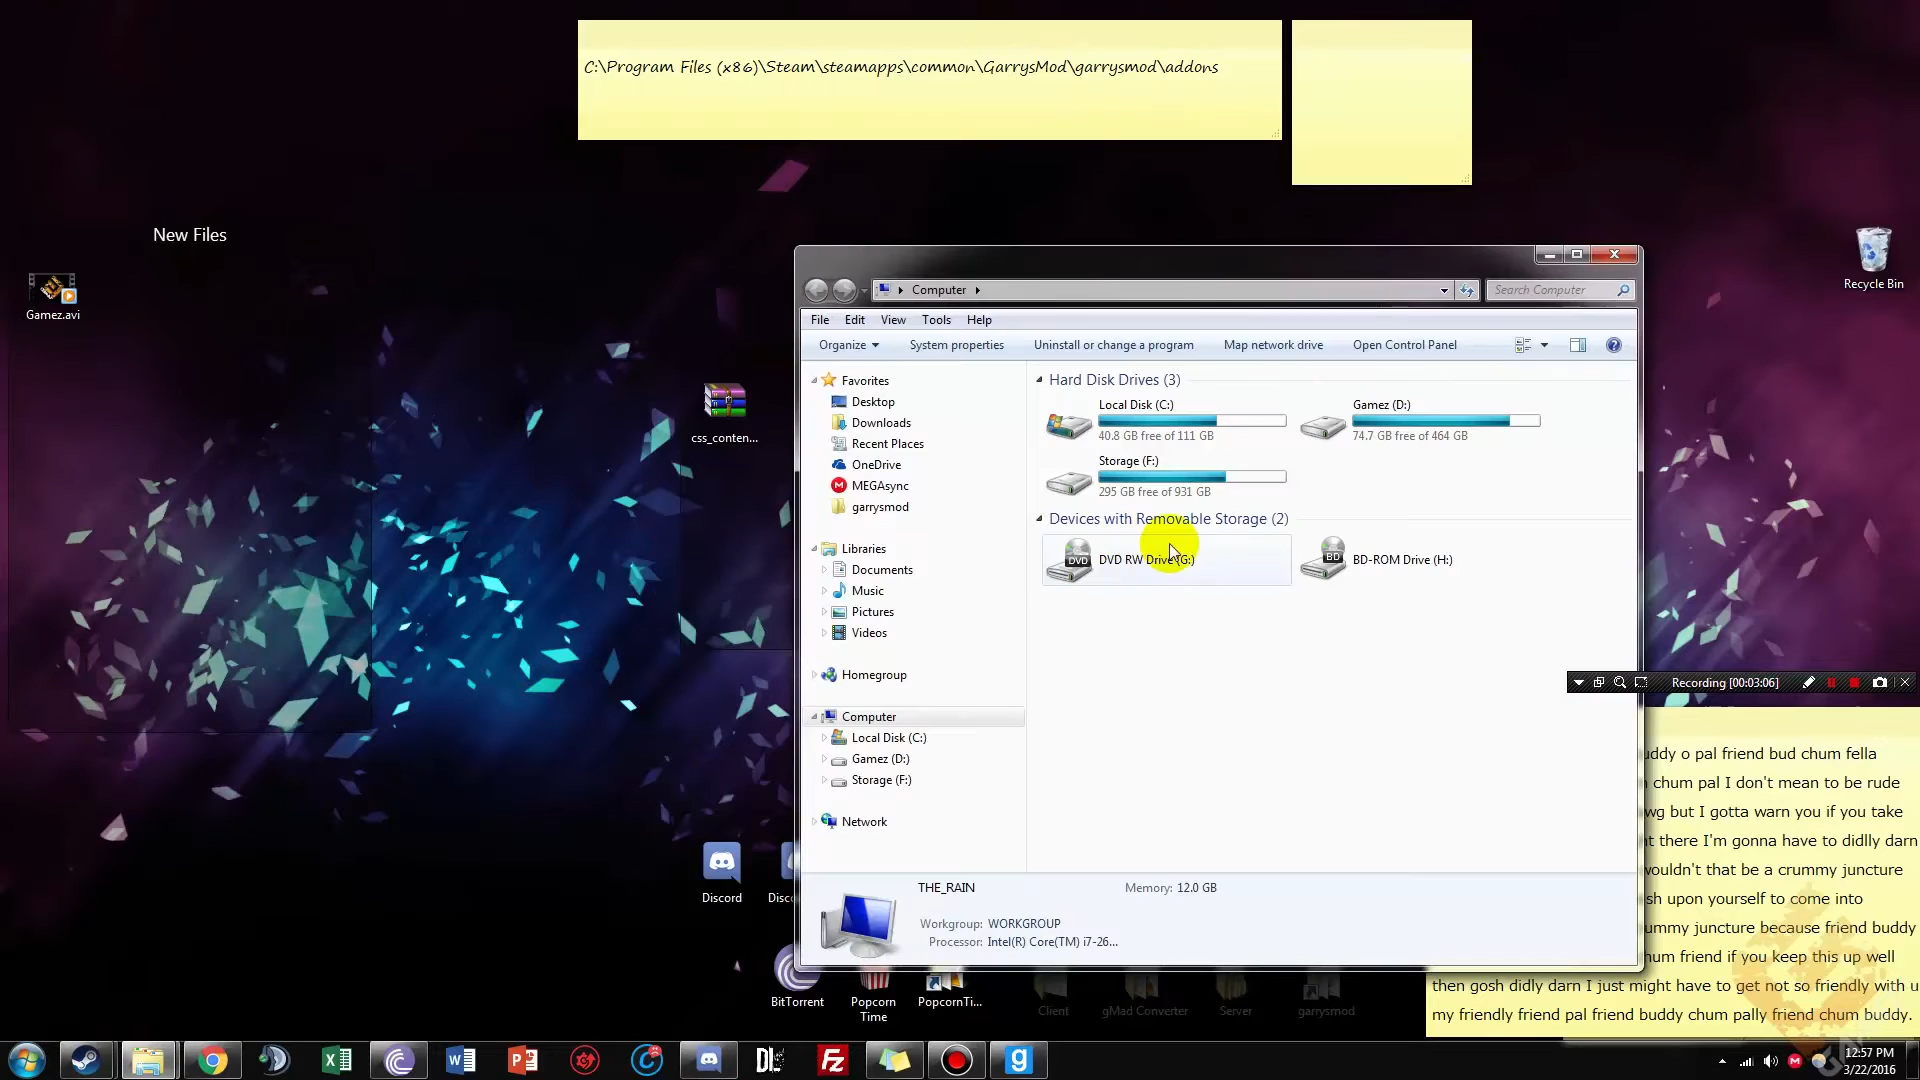 C:\Program Files (x86)\Steam\steamapps\common\GarrysMod\garrysmod\addons
New Files
Gamez.avi
Recycle Bin
Computer
Search Computer
File Edit View Tools Help
Organize System properties Uninstall or change a program Map network drive Open Control Panel
Favorites
Desktop
Downloads
Recent Places
OneDrive
MEGAsync
garrysmod
Libraries
Documents
Music
Pictures
Videos
Homegroup
Computer
Local Disk (C:)
Gamez (D:)
Storage (F:)
Network
Hard Disk Drives (3)
Local Disk (C:)
40.8 GB free of 111 GB
Gamez (D:)
74.7 GB free of 464 GB
Storage (F:)
295 GB free of 931 GB
Devices with Removable Storage (2)
DVD
DVD RW Drive (G:)
BD
BD-ROM Drive (H:)
css_conten...
Recording [00:03:06]
o pal friend bud chum fella
chum pal I don't mean to be rude
but I gotta warn you if you take
there I'm gonna have to didlly darn
wouldn't that be a crummy juncture
upon yourself to come into
juncture because friend buddy
friend if you keep this up well
then gosh didly darn I just might have to get not so friendly with u
my friendly friend pal friend buddy chum pally friend chum buddy.
THE_RAIN
Memory: 12.0 GB
Workgroup: WORKGROUP
Processor: Intel(R) Core(TM) i7-26...
Discord
BitTorrent
Popcorn
Time
PopcornTi...
Client
gMad Converter
Server
garrysmod
12:57 PM
3/22/2016